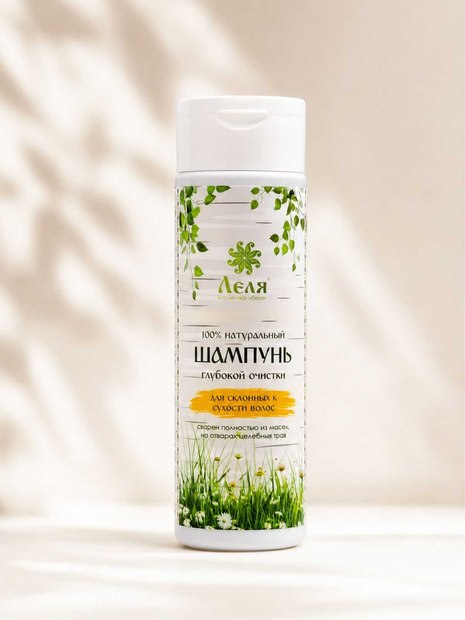 Леля®
косметика-оберег
100% натуральный
ШАМПУНЬ
глубокой очистки
для склонных к
сухости волос
сварен полностью из масел,
на отварах целебных трав